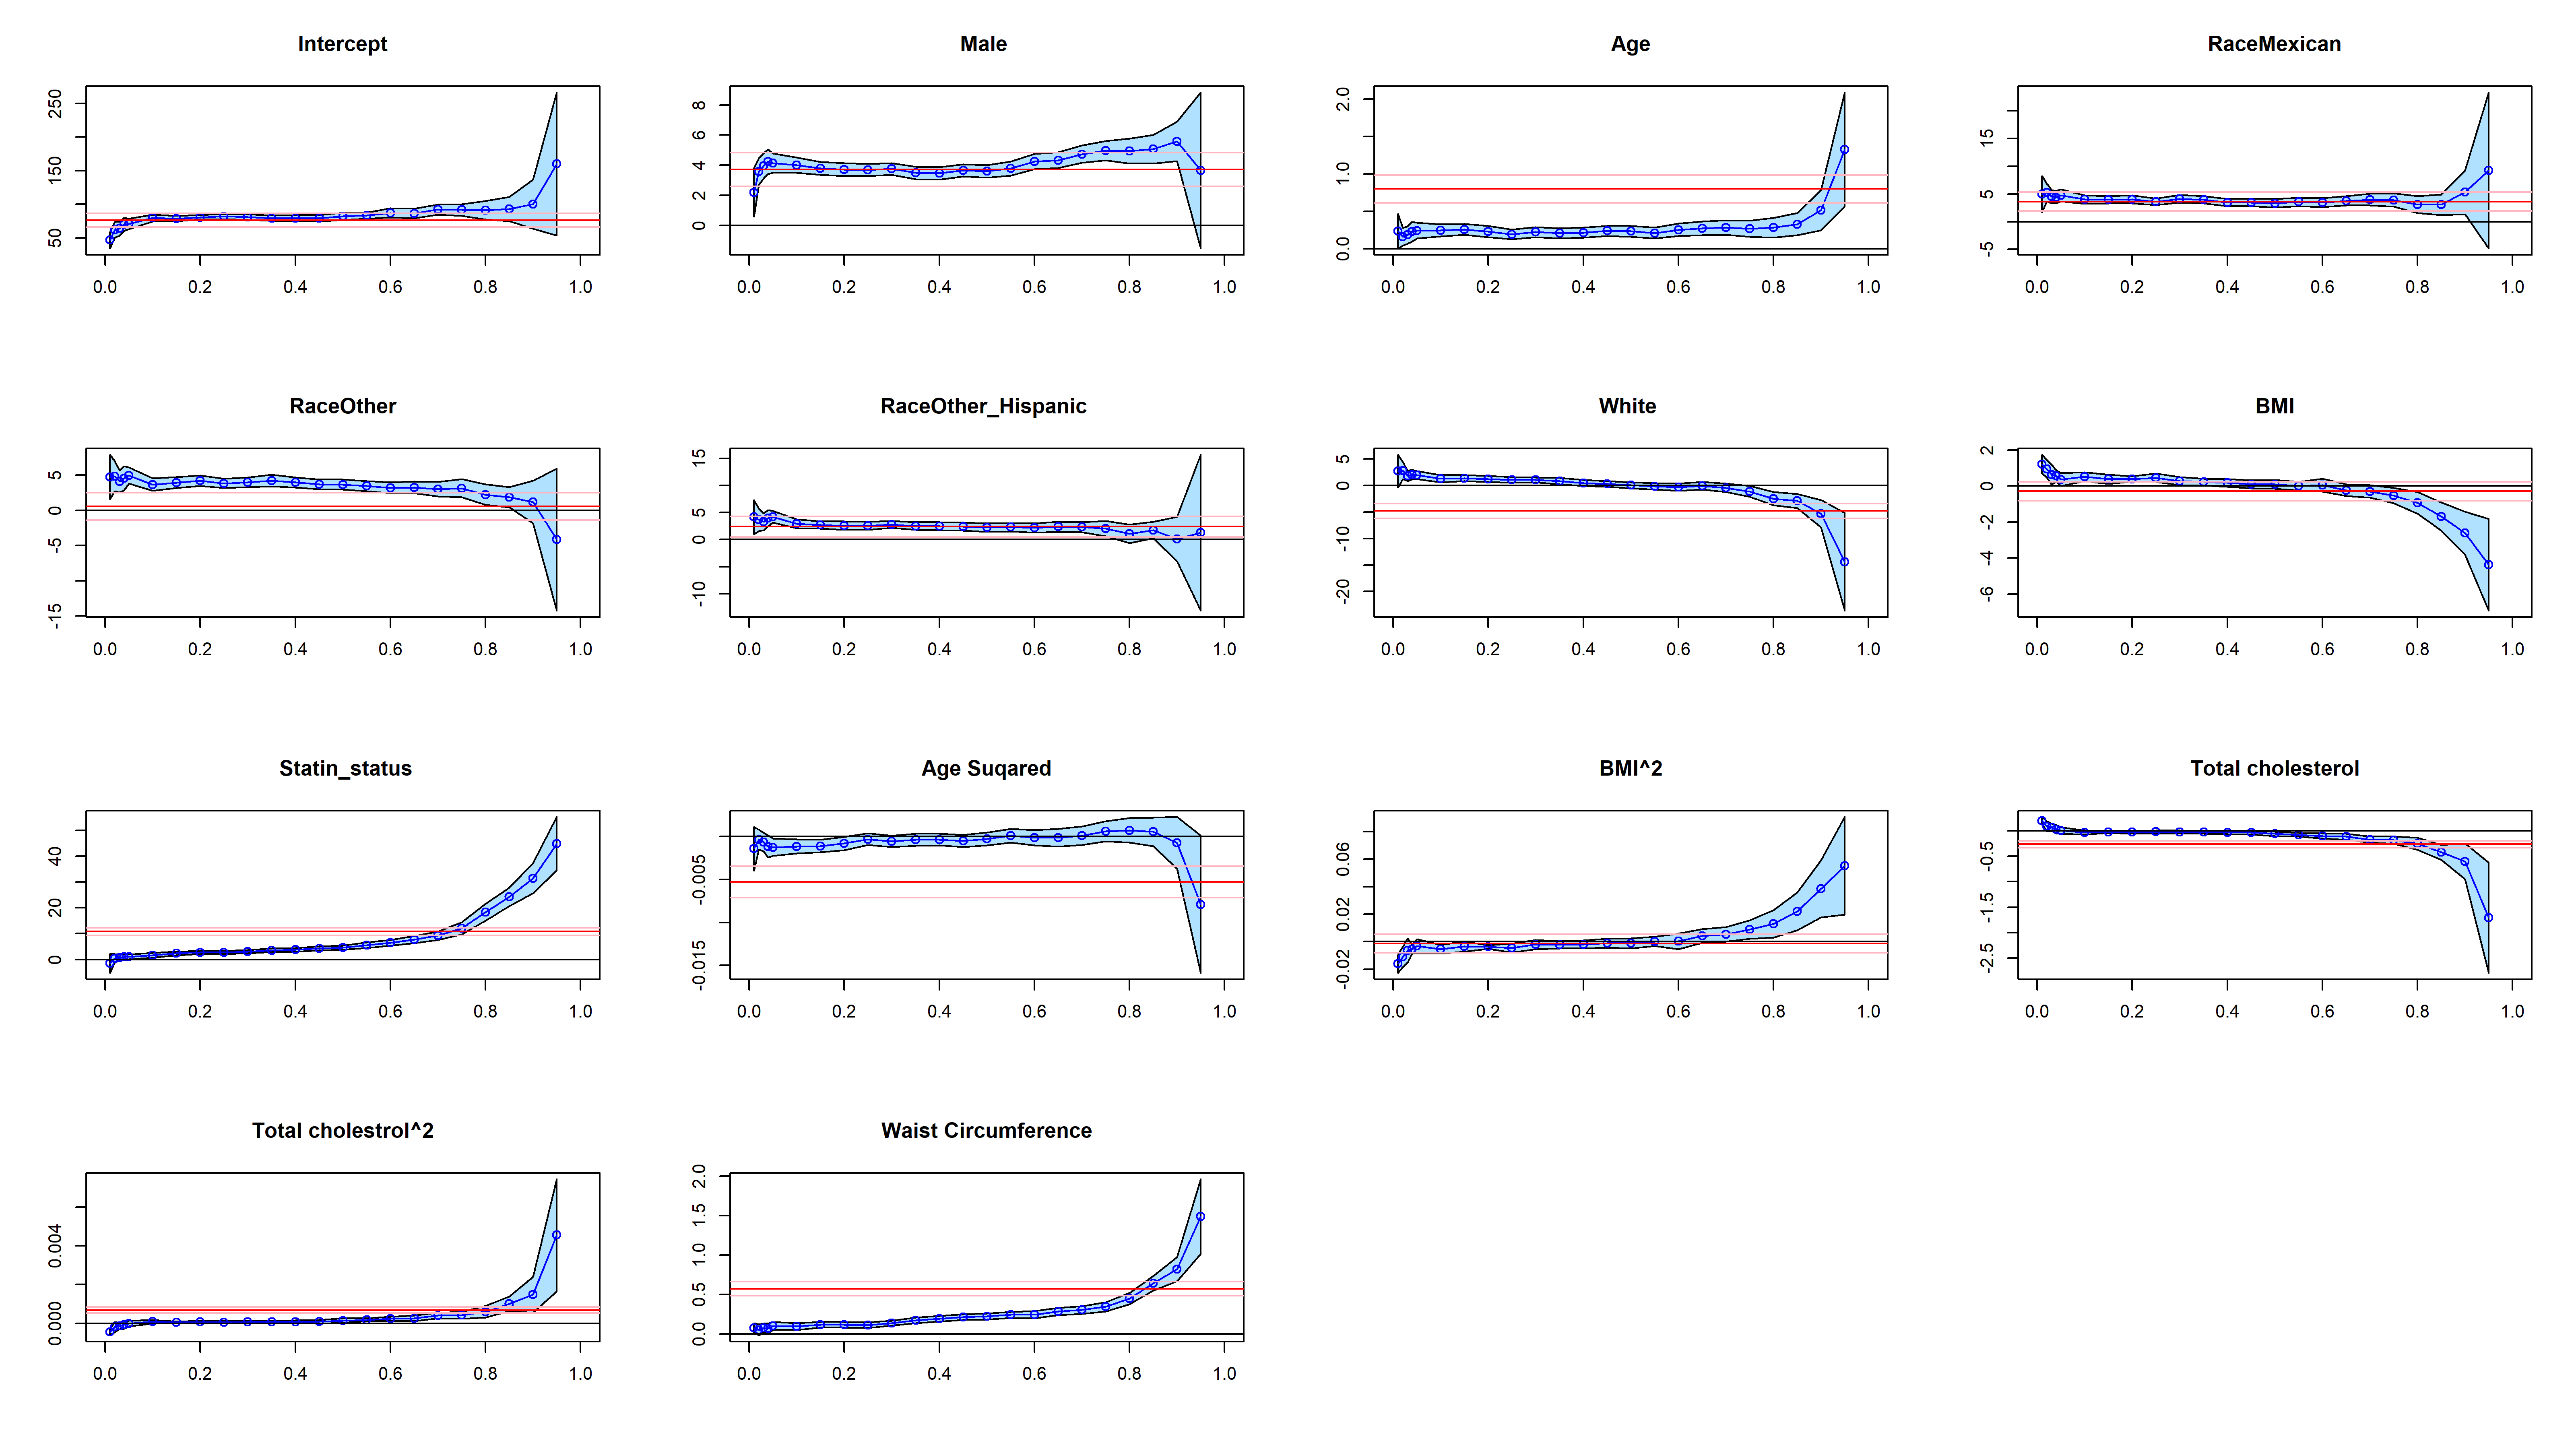 Intercept
250
150
50
0.0 0.2 0.4 0.6 0.8 1.0
Male
8
6
4
2
0
0.0 0.2 0.4 0.6 0.8 1.0
Age
2.0
1.0
0.0
0.0 0.2 0.4 0.6 0.8 1.0
RaceMexican
15
5
-5
0.0 0.2 0.4 0.6 0.8 1.0
RaceOther
5
0
-5
-15
0.0 0.2 0.4 0.6 0.8 1.0
RaceOther_Hispanic
15
5
0
-10
0.0 0.2 0.4 0.6 0.8 1.0
White
5
0
-10
-20
0.0 0.2 0.4 0.6 0.8 1.0
BMI
2
0
-2
-4
-6
0.0 0.2 0.4 0.6 0.8 1.0
Statin_status
40
20
0
0.0 0.2 0.4 0.6 0.8 1.0
Age Suqared
-0.005
-0.015
0.0 0.2 0.4 0.6 0.8 1.0
BMI^2
0.06
0.02
-0.02
0.0 0.2 0.4 0.6 0.8 1.0
Total cholesterol
-0.5
-1.5
-2.5
0.0 0.2 0.4 0.6 0.8 1.0
Total cholestrol^2
0.004
0.000
0.0 0.2 0.4 0.6 0.8 1.0
Waist Circumference
2.0
1.5
1.0
0.5
0.0
0.0 0.2 0.4 0.6 0.8 1.0